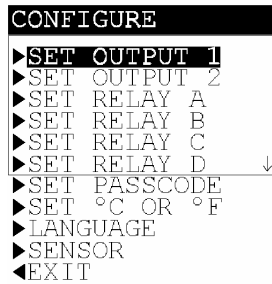 CONFIGURE
▶SET OUTPUT 1
▶SET OUTPUT 2
▶SET RELAY A
▶SET RELAY B
▶SET RELAY C
▶SET RELAY D ↓
▶SET PASSCODE
▶SET °C OR °F
▶LANGUAGE
▶SENSOR
◀EXIT